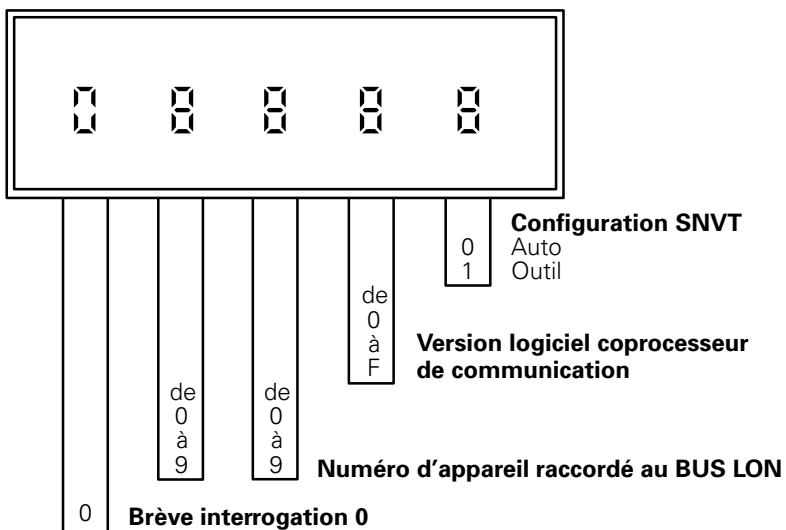 0 8 8 8 8
Configuration SNVT
0 Auto
1 Outil
de
0
à
F
Version logiciel coprocesseur
de communication
de de
0 0
à à
9 9
Numéro d’appareil raccordé au BUS LON
0 Brève interrogation 0